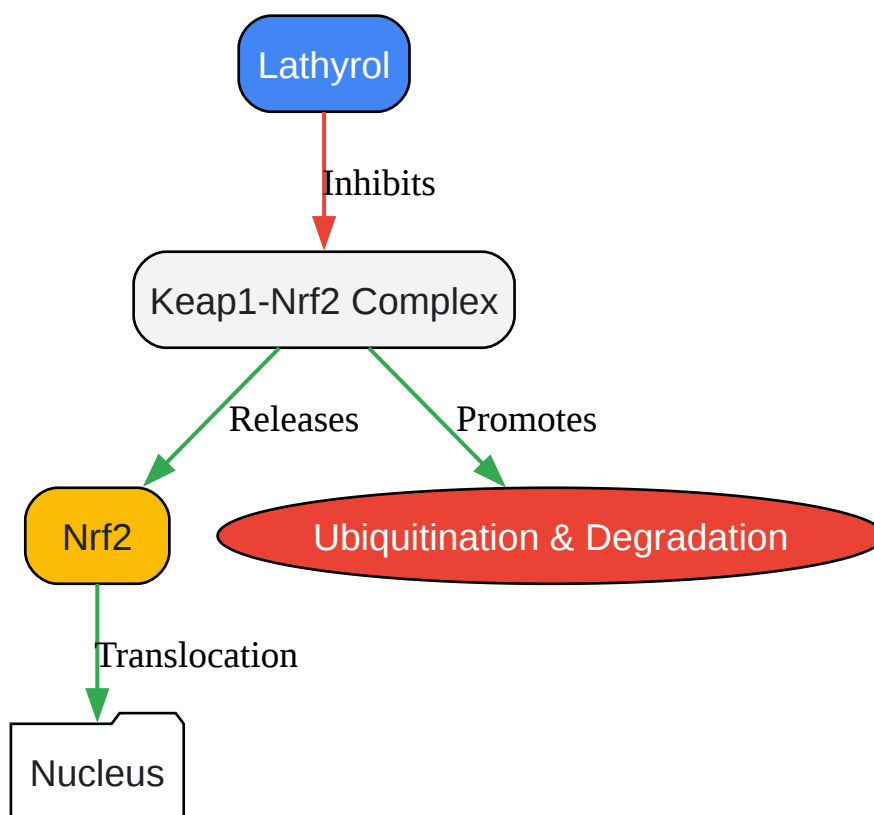 Lathyrol
Inhibits
Keap1-Nrf2 Complex
Releases
Promotes
Nrf2
Ubiquitination & Degradation
Translocation
Nucleus